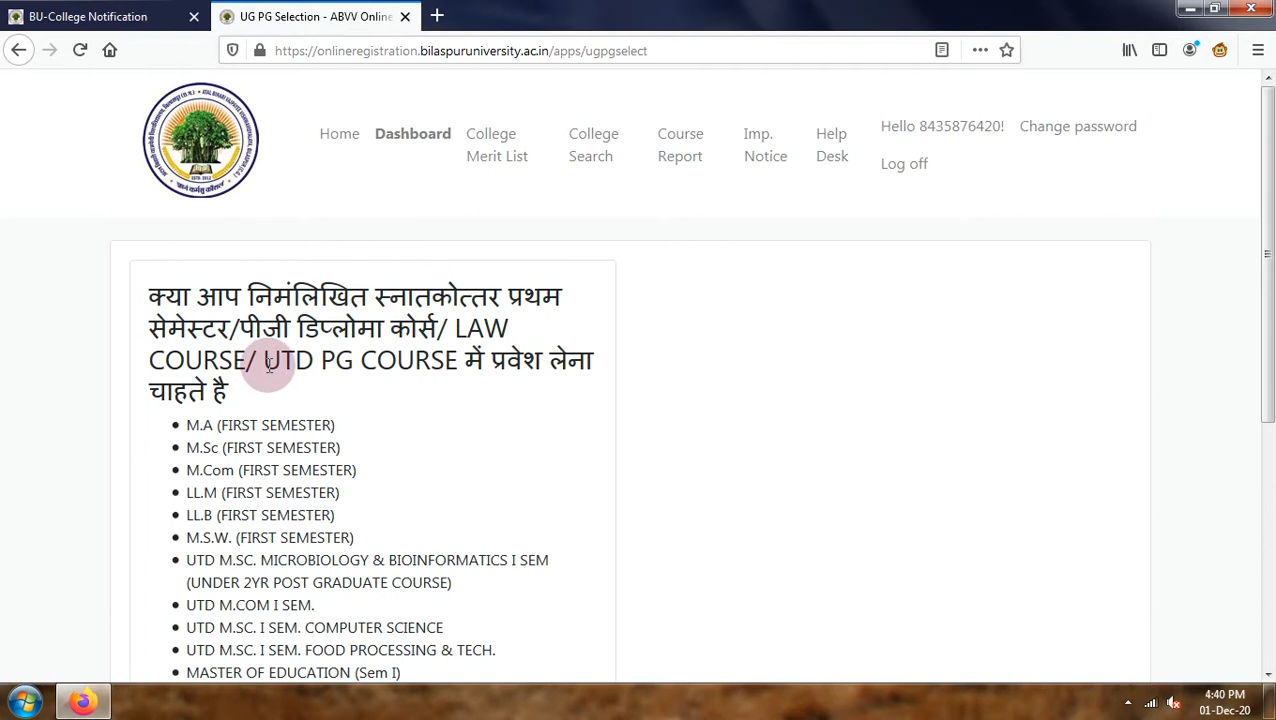 BU-College Notification
UG PG Selection - ABVV Online
https://onlineregistration.bilaspuruniversity.ac.in/apps/ugpgselect
Home
Dashboard
College
Merit List
College
Search
Course
Report
Imp.
Notice
Help
Desk
Hello 8435876420!
Change password
Log off
क्या आप निमंलिखित स्नातकोत्तर प्रथम
सेमेस्टर/पीजी डिप्लोमा कोर्स/ LAW
COURSE/ UTD PG COURSE में प्रवेश लेना
चाहते है
M.A (FIRST SEMESTER)
M.Sc (FIRST SEMESTER)
M.Com (FIRST SEMESTER)
LL.M (FIRST SEMESTER)
LL.B (FIRST SEMESTER)
M.S.W. (FIRST SEMESTER)
UTD M.SC. MICROBIOLOGY & BIOINFORMATICS I SEM
(UNDER 2YR POST GRADUATE COURSE)
UTD M.COM I SEM.
UTD M.SC. I SEM. COMPUTER SCIENCE
UTD M.SC. I SEM. FOOD PROCESSING & TECH.
MASTER OF EDUCATION (Sem I)
4:40 PM
01-Dec-20